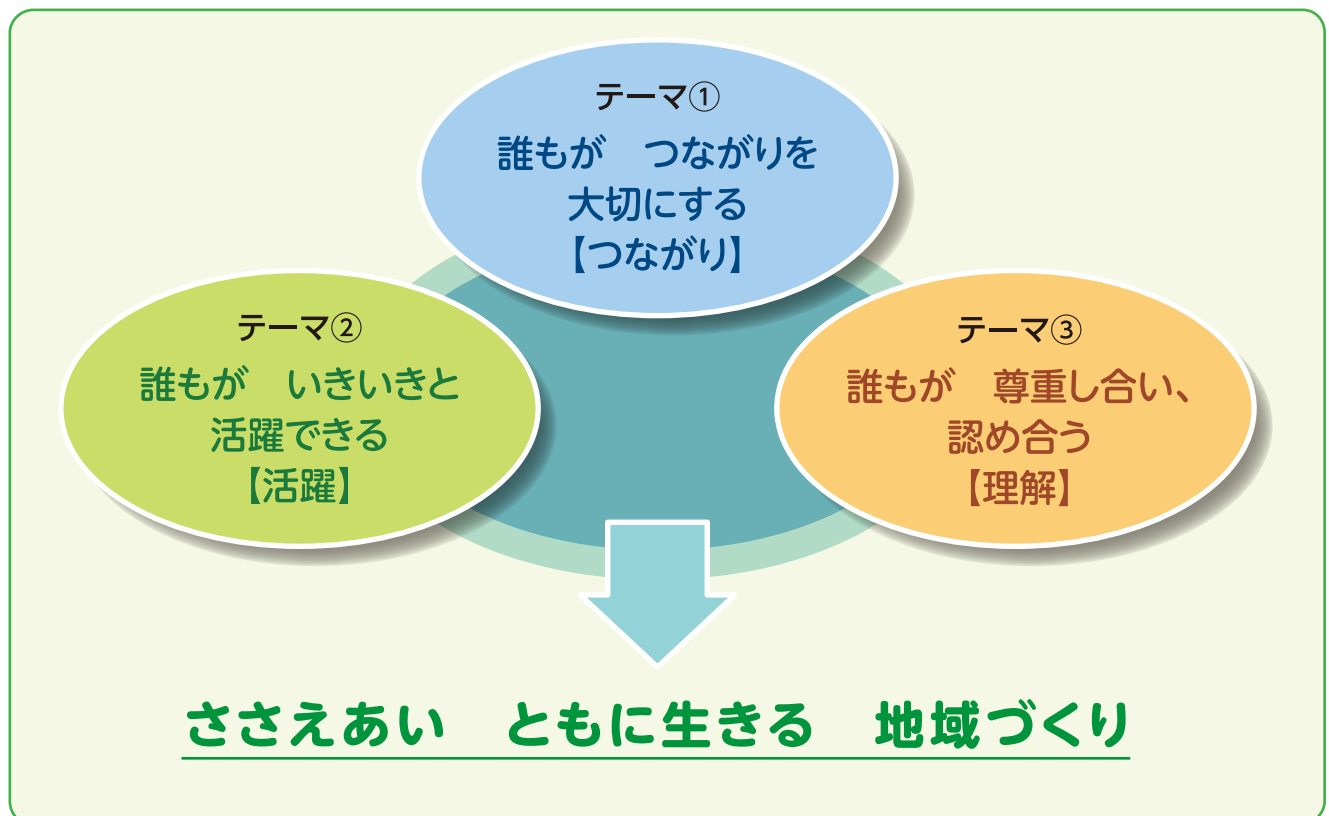 テーマ①
誰もが　つながりを
大切にする
【つながり】
テーマ②
誰もが　いきいきと
活躍できる
【活躍】
テーマ③
誰もが　尊重し合い、
認め合う
【理解】
ささえあい　ともに生きる　地域づくり